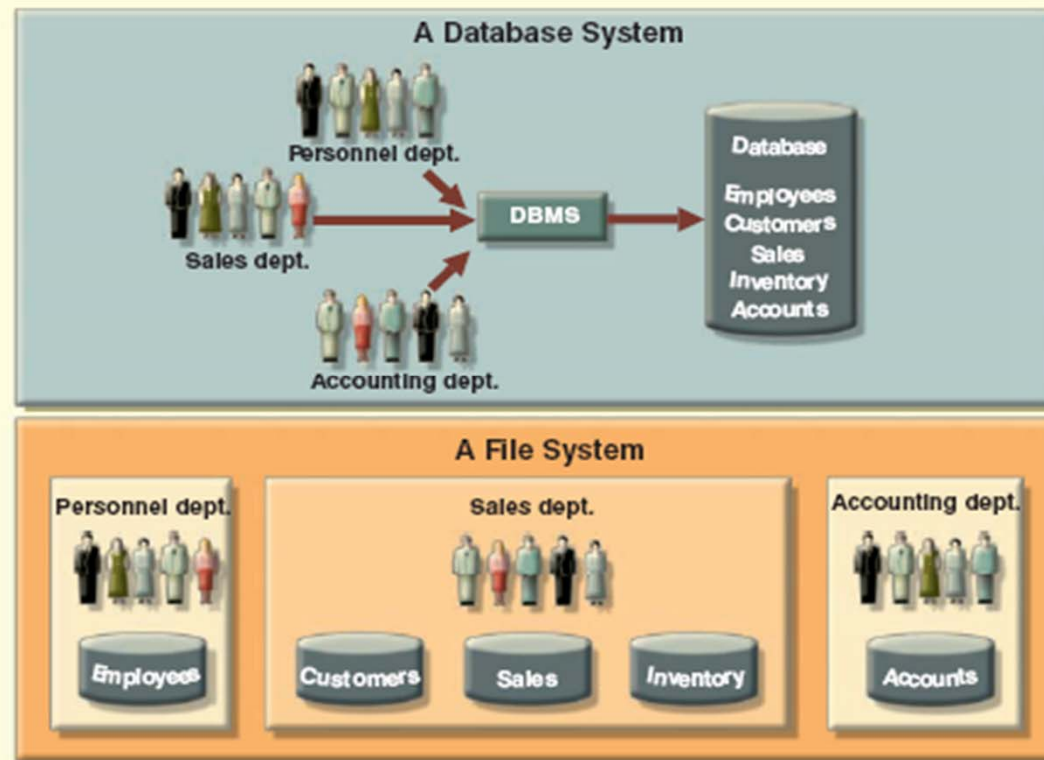 A Database System
Personnel dept.
Sales dept.
Accounting dept.
DBMS
Database
Employees
Customers
Sales
Inventory
Accounts
A File System
Personnel dept.
Employees
Sales dept.
Customers
Sales
Inventory
Accounting dept.
Accounts